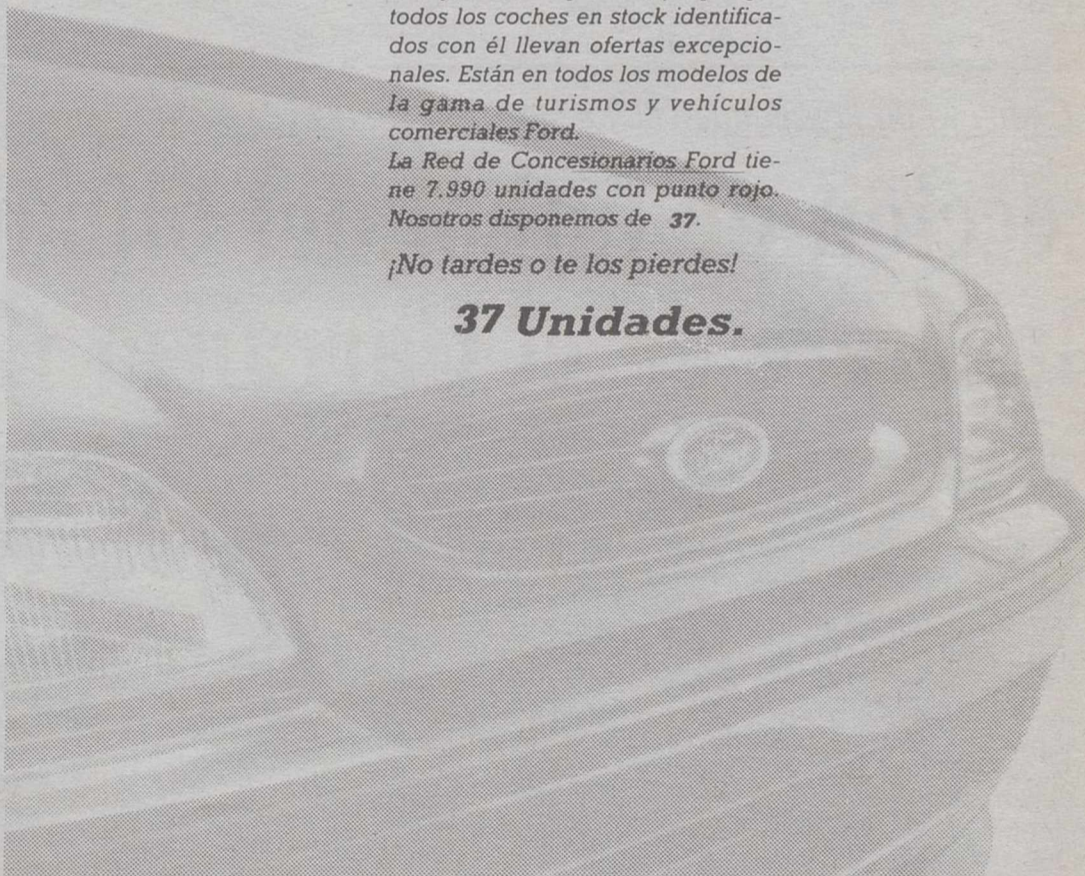 todos los coches en stock identifica-
dos con él llevan ofertas excepcio-
nales. Están en todos los modelos de
la gama de turismos y vehículos
comerciales Ford.
La Red de Concesionarios Ford tie-
ne 7.990 unidades con punto rojo.
Nosotros disponemos de 37.
¡No tardes o te los pierdes!
37 Unidades.